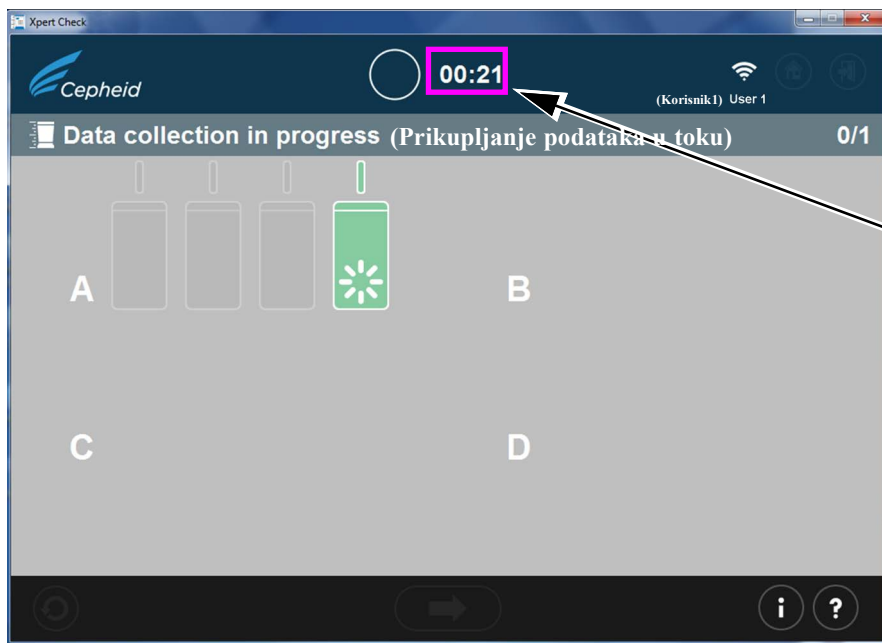 Xpert Check
Cepheid
00:21
(Korisnik1) User 1
Data collection in progress (Prikupljanje podataka u toku) 0/1
A
B
C
D
i ?